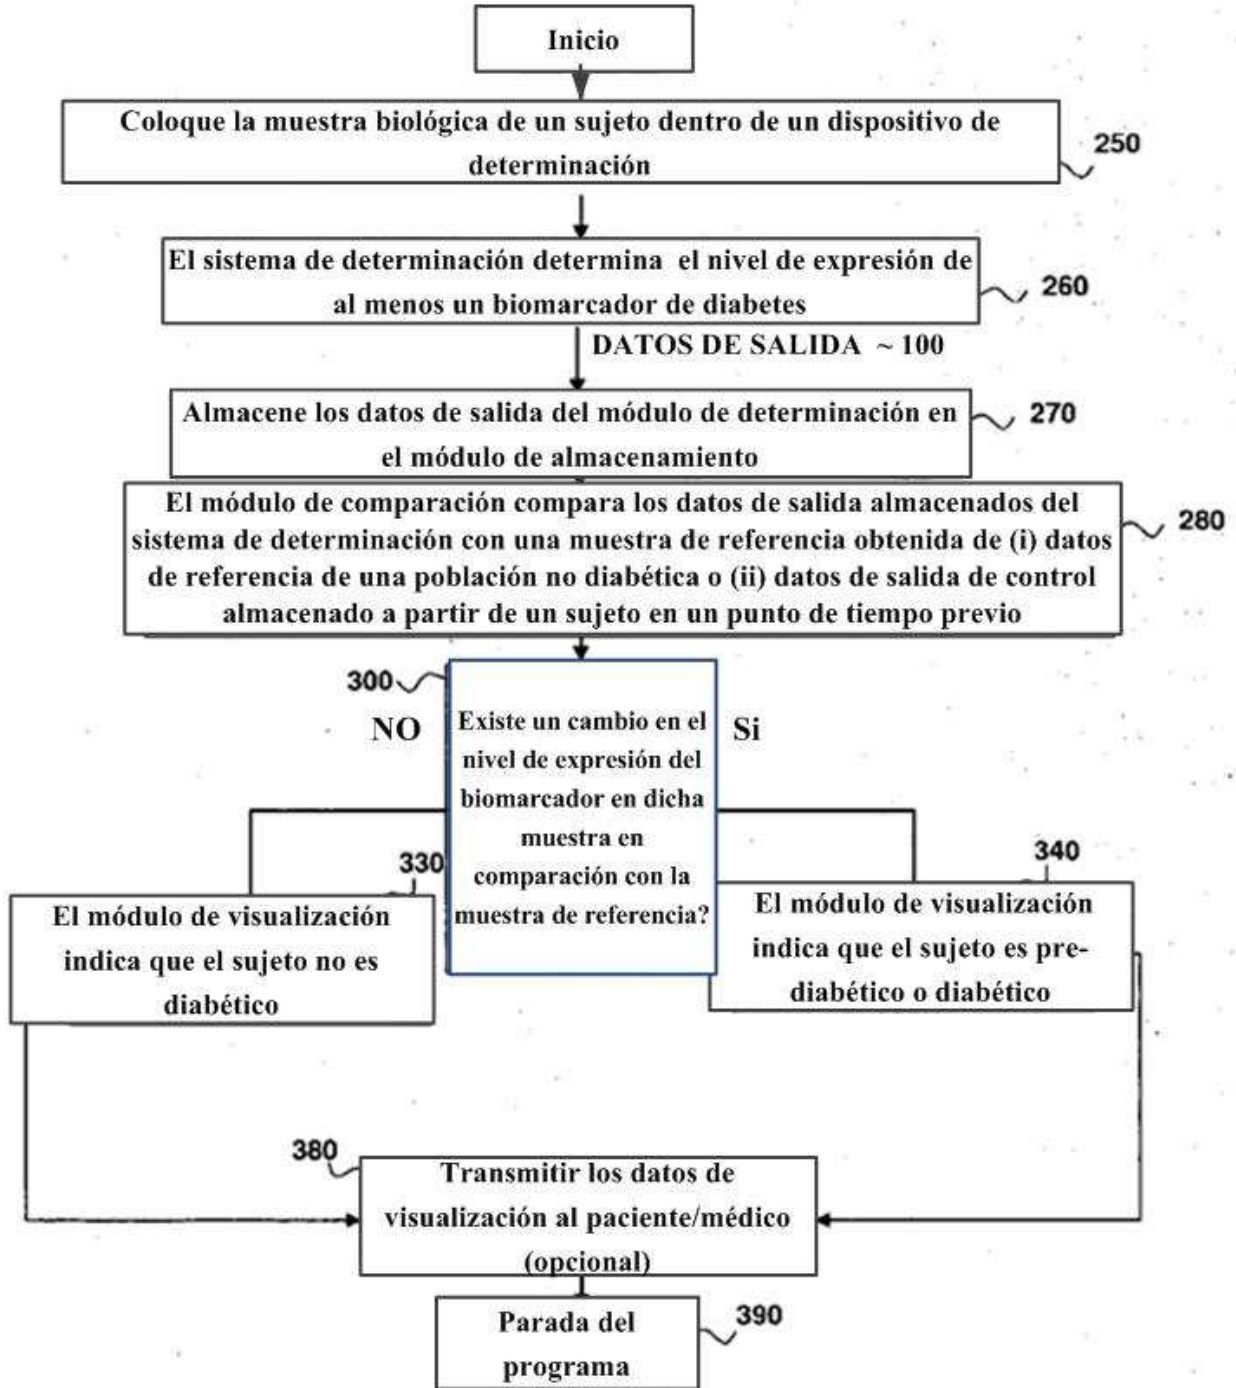 Inicio
Coloque la muestra biológica de un sujeto dentro de un dispositivo de
determinación
250
El sistema de determinación determina el nivel de expresión de
al menos un biomarcador de diabetes
260
DATOS DE SALIDA ~ 100
Almacene los datos de salida del módulo de determinación en
el módulo de almacenamiento
270
El módulo de comparación compara los datos de salida almacenados del
sistema de determinación con una muestra de referencia obtenida de (i) datos
de referencia de una población no diabética o (ii) datos de salida de control
almacenado a partir de un sujeto en un punto de tiempo previo
280
300
NO
Existe un cambio en el
nivel de expresión del
biomarcador en dicha
muestra en
comparación con la
muestra de referencia?
Si
330
El módulo de visualización
indica que el sujeto no es
diabético
340
El módulo de visualización
indica que el sujeto es pre-
diabético o diabético
380
Transmitir los datos de
visualización al paciente/médico
(opcional)
Parada del
programa
390